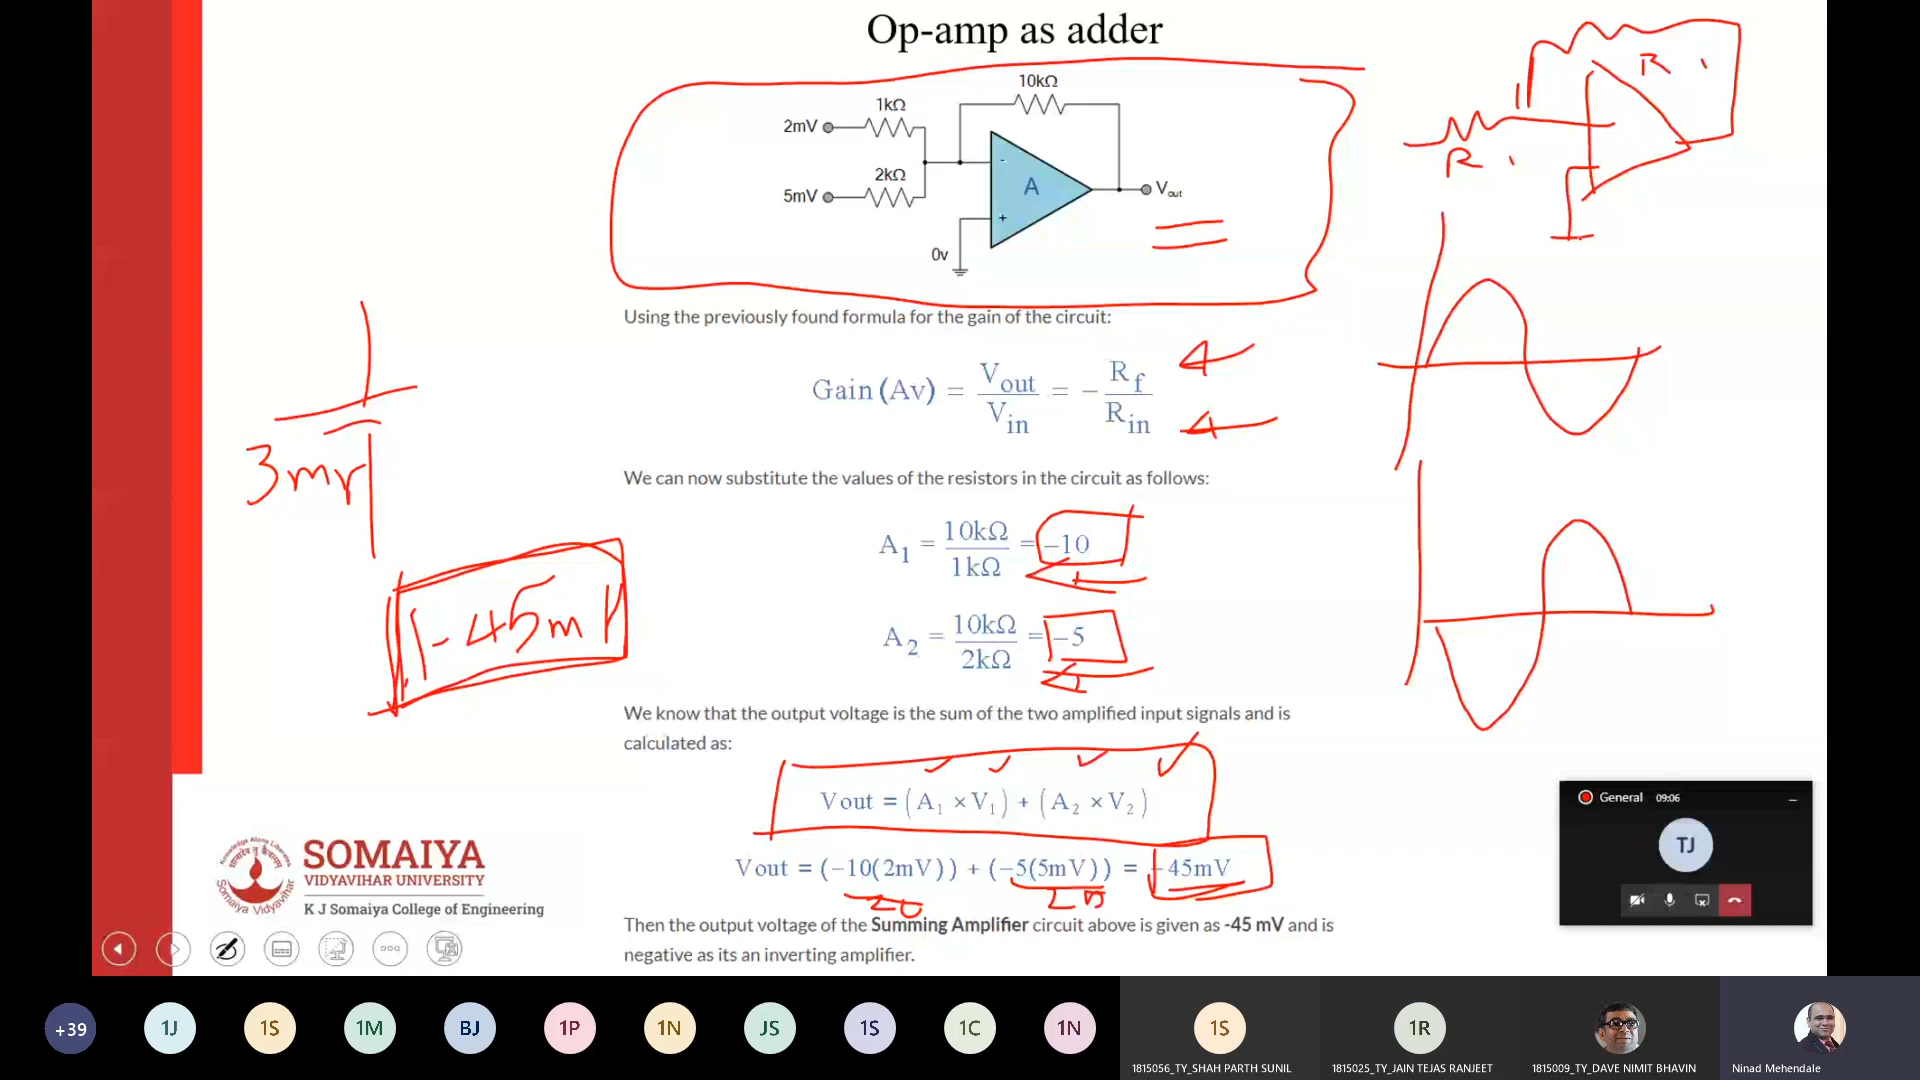 Op-amp as adder
10kΩ
1kΩ
2mV
2kΩ
5mV
-
A
+
Vout
0v
R1
R1
Using the previously found formula for the gain of the circuit:
Gain (Av) = Vout / Vin = - Rf / Rin
We can now substitute the values of the resistors in the circuit as follows:
A1 = 10kΩ / 1kΩ = -10
A2 = 10kΩ / 2kΩ = -5
-45m
We know that the output voltage is the sum of the two amplified input signals and is
calculated as:
Vout = (A1 × V1) + (A2 × V2)
Vout = (-10(2mV)) + (-5(5mV)) = -45mV
-20
Then the output voltage of the Summing Amplifier circuit above is given as -45 mV and is
negative as its an inverting amplifier.
SOMAIYA
VIDYAVIHAR UNIVERSITY
K J Somaiya College of Engineering
Somaiya Vidyavihar
General 09:06
TJ
+39
1J
1S
1M
BJ
1P
1N
JS
1S
1C
1N
1S
1R
1815056_TY_SHAH PARTH SUNIL
1815025_TY_JAIN TEJAS RANJEET
1815009_TY_DAVE NIMIT BHAVIN
Ninad Mehendale